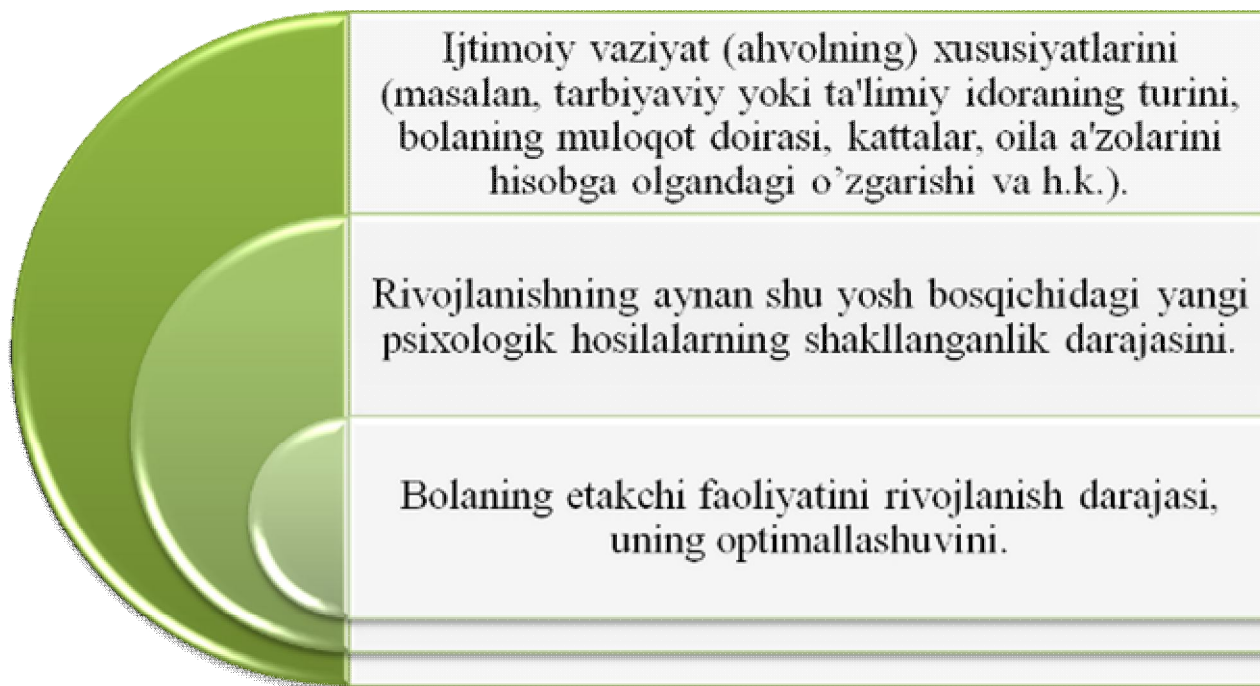 Ijtimoiy vaziyat (ahvolning) xususiyatlarini
(masalan, tarbiyaviy yoki ta'limiy idoraning turini,
bolaning muloqot doirasi, kattalar, oila a'zolarini
hisobga olgandagi o’zgarishi va h.k.).
Rivojlanishning aynan shu yosh bosqichidagi yangi
psixologik hosilalarning shakllanganlik darajasini.
Bolaning etakchi faoliyatini rivojlanish darajasi,
uning optimallashuvini.